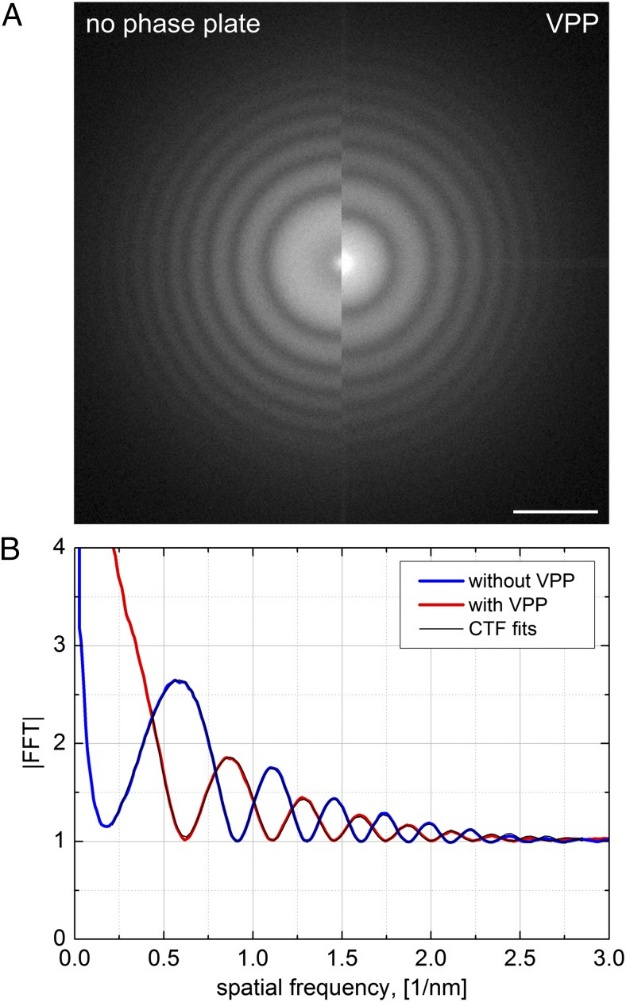 A
no phase plate VPP
B
4
3
2
1
0
|FFT|
without VPP
with VPP
CTF fits
0.0 0.5 1.0 1.5 2.0 2.5 3.0
spatial frequency, [1/nm]